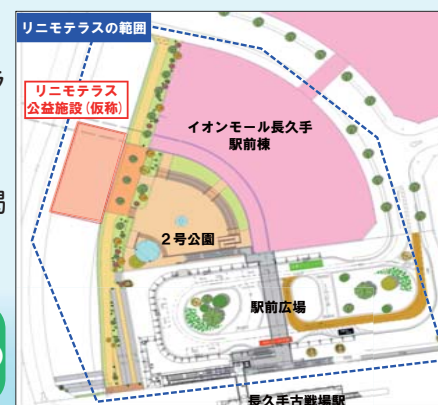 リニモテラスの範囲
リニモテラス
公益施設(仮称)
イオンモール長久手
駅前棟
2号公園
駅前広場
長久手古戦場駅